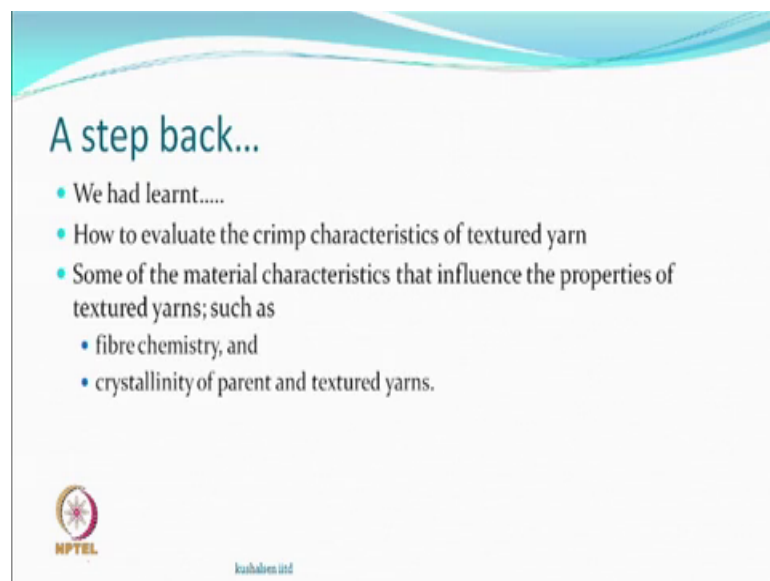 A step back...
We had learnt.....
How to evaluate the crimp characteristics of textured yarn
Some of the material characteristics that influence the properties of
textured yarns; such as
fibre chemistry, and
crystallinity of parent and textured yarns.
NPTEL
kushalsen iitd